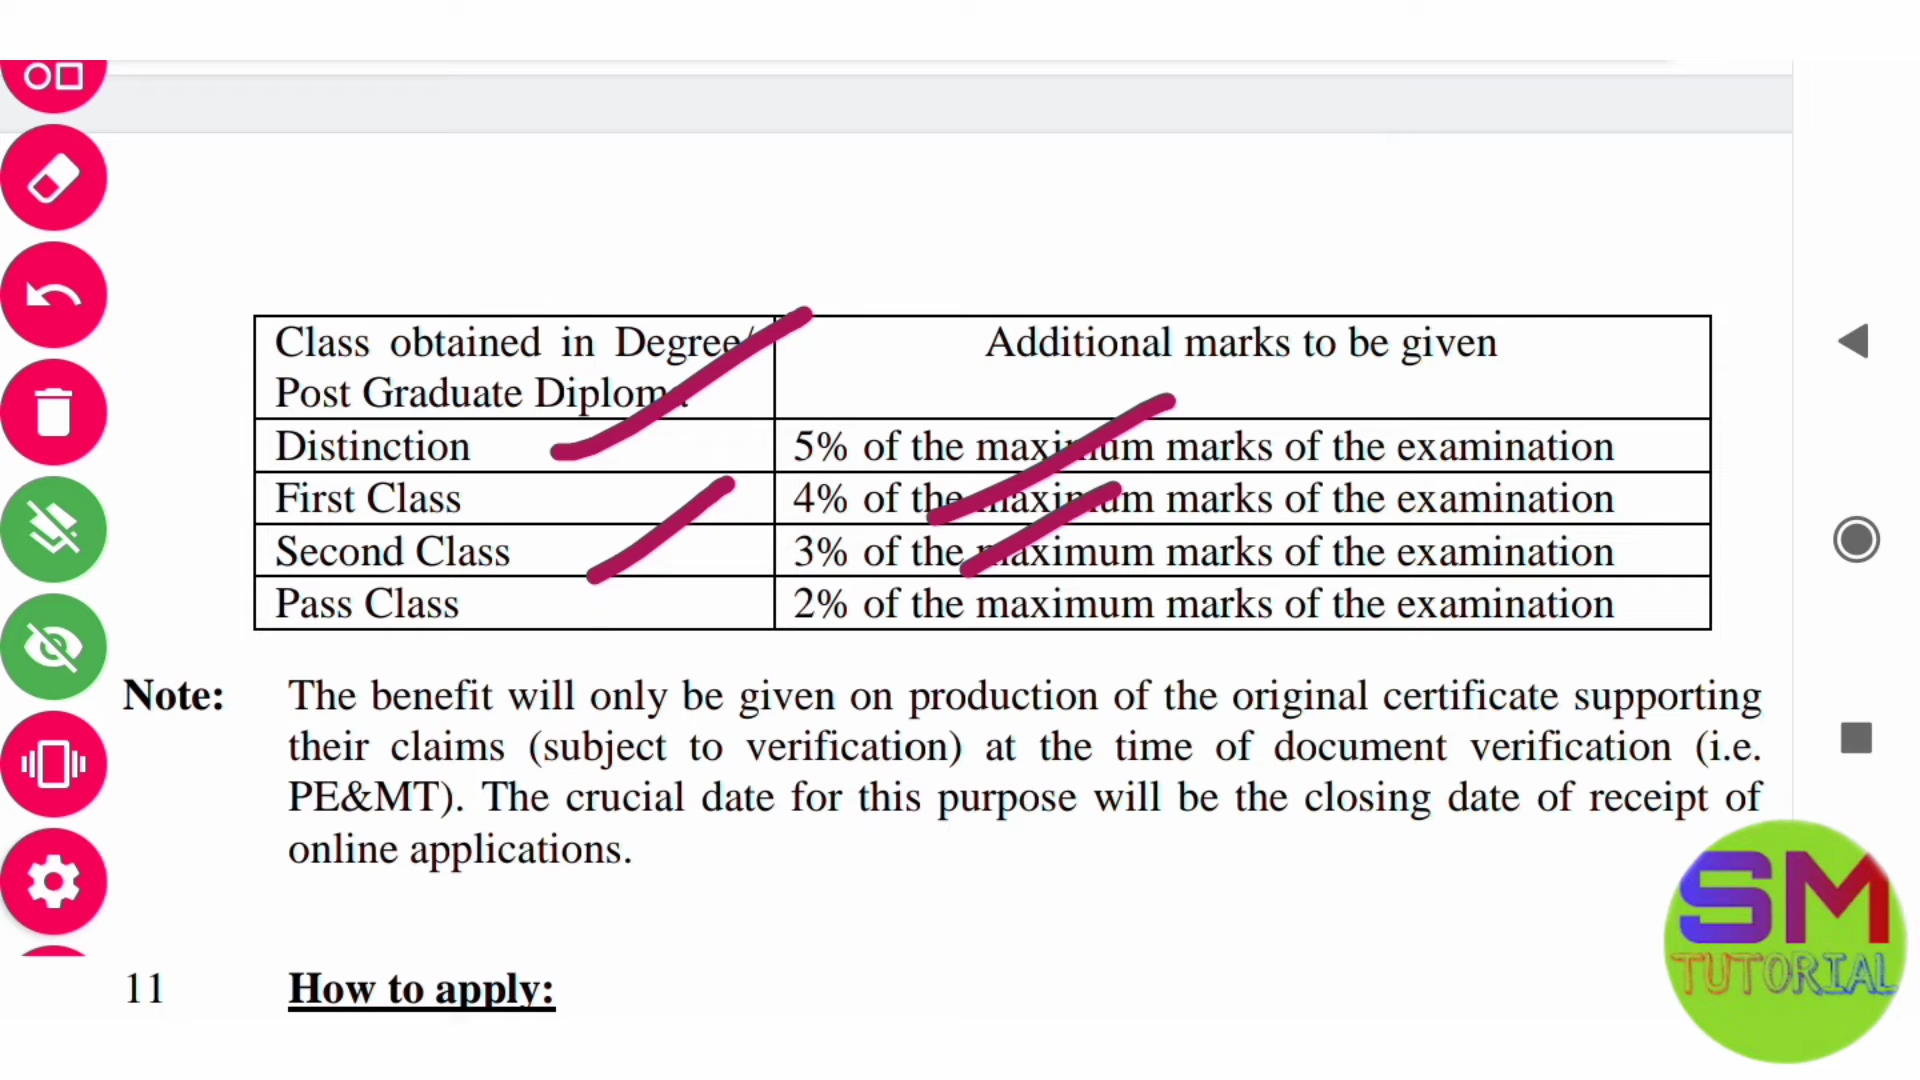 Class obtained in Degree/ Additional marks to be given
Post Graduate Diploma
Distinction 5% of the maximum marks of the examination
First Class 4% of the maximum marks of the examination
Second Class 3% of the maximum marks of the examination
Pass Class 2% of the maximum marks of the examination
Note: The benefit will only be given on production of the original certificate supporting
their claims (subject to verification) at the time of document verification (i.e.
PE&MT). The crucial date for this purpose will be the closing date of receipt of
online applications.
SM
TUTORIAL
11 How to apply: